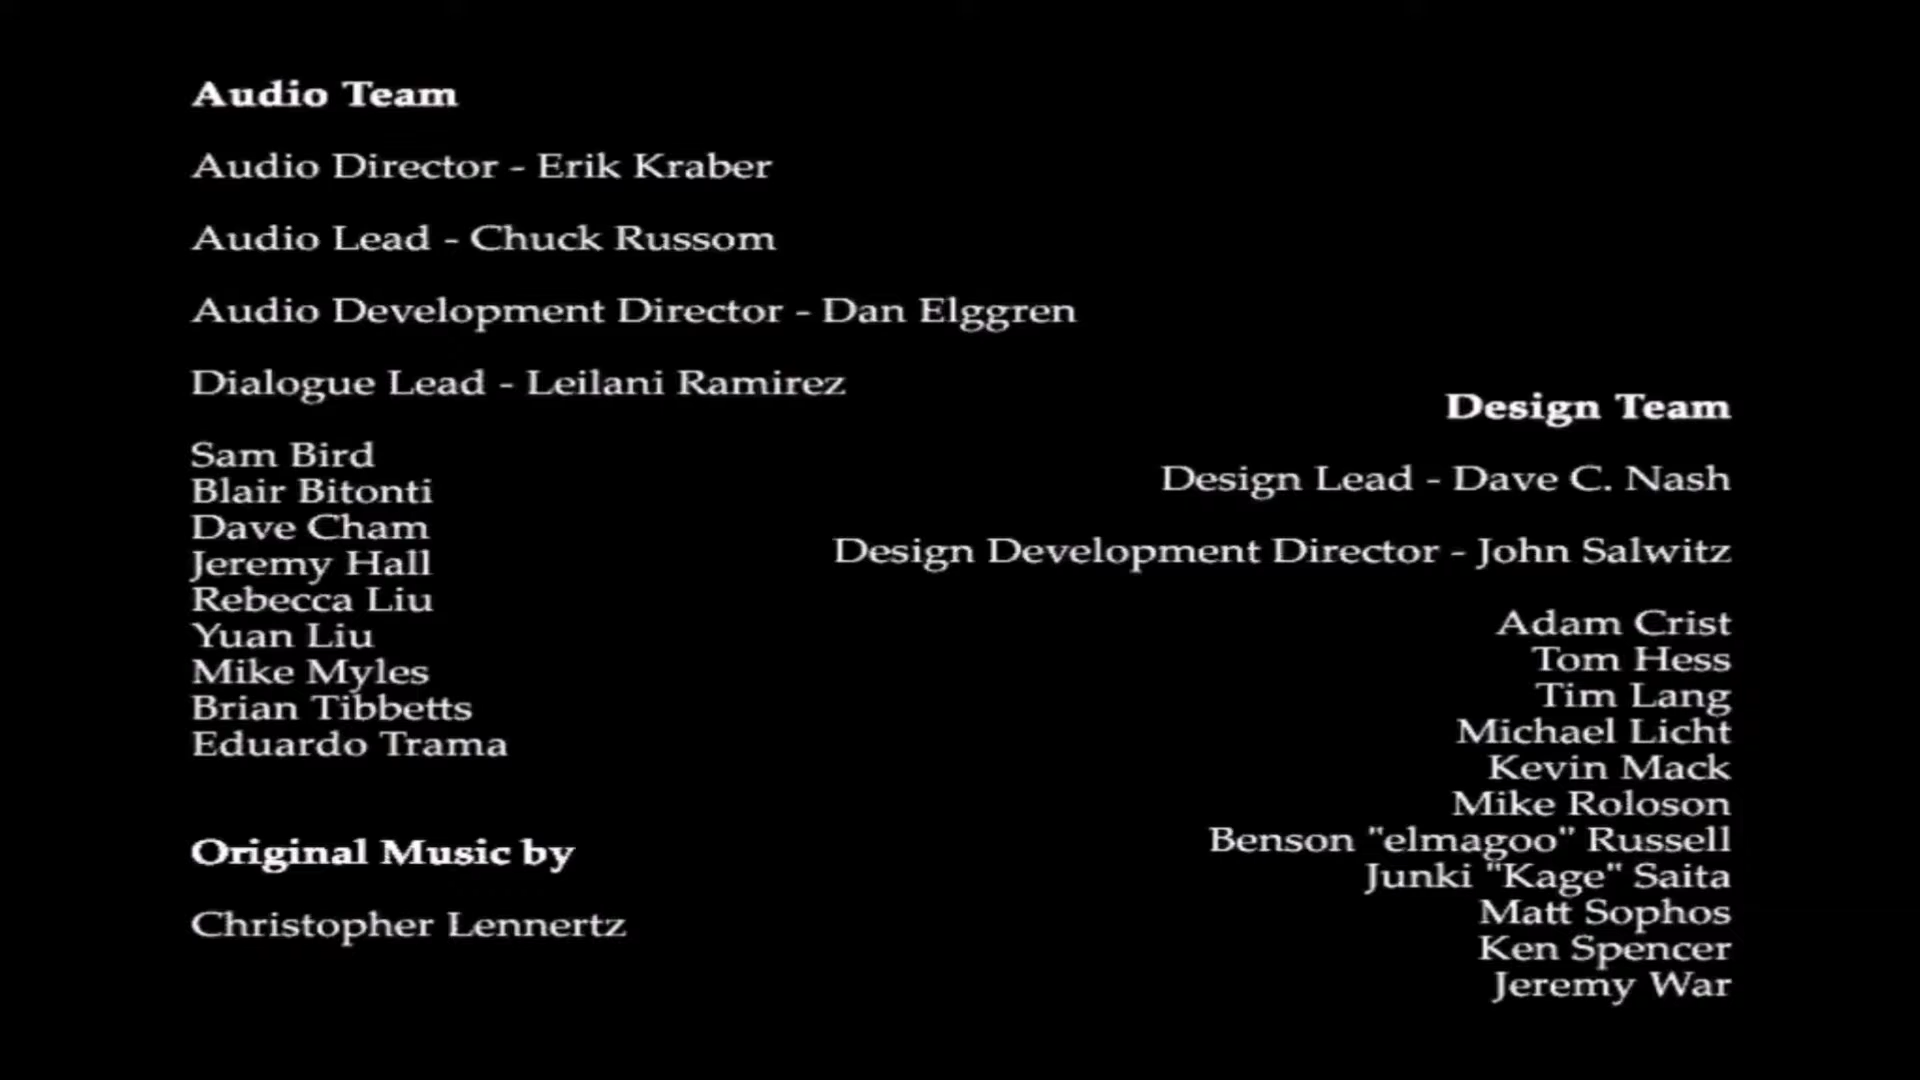 Audio Team
Audio Director - Erik Kraber
Audio Lead - Chuck Russom
Audio Development Director - Dan Elggren
Dialogue Lead - Leilani Ramirez
Sam Bird
Blair Bitonti
Dave Cham
Jeremy Hall
Rebecca Liu
Yuan Liu
Mike Myles
Brian Tibbetts
Eduardo Trama
Original Music by
Christopher Lennertz
Design Team
Design Lead - Dave C. Nash
Design Development Director - John Salwitz
Adam Crist
Tom Hess
Tim Lang
Michael Licht
Kevin Mack
Mike Roloson
Benson "elmagoo" Russell
Junki "Kage" Saita
Matt Sophos
Ken Spencer
Jeremy War